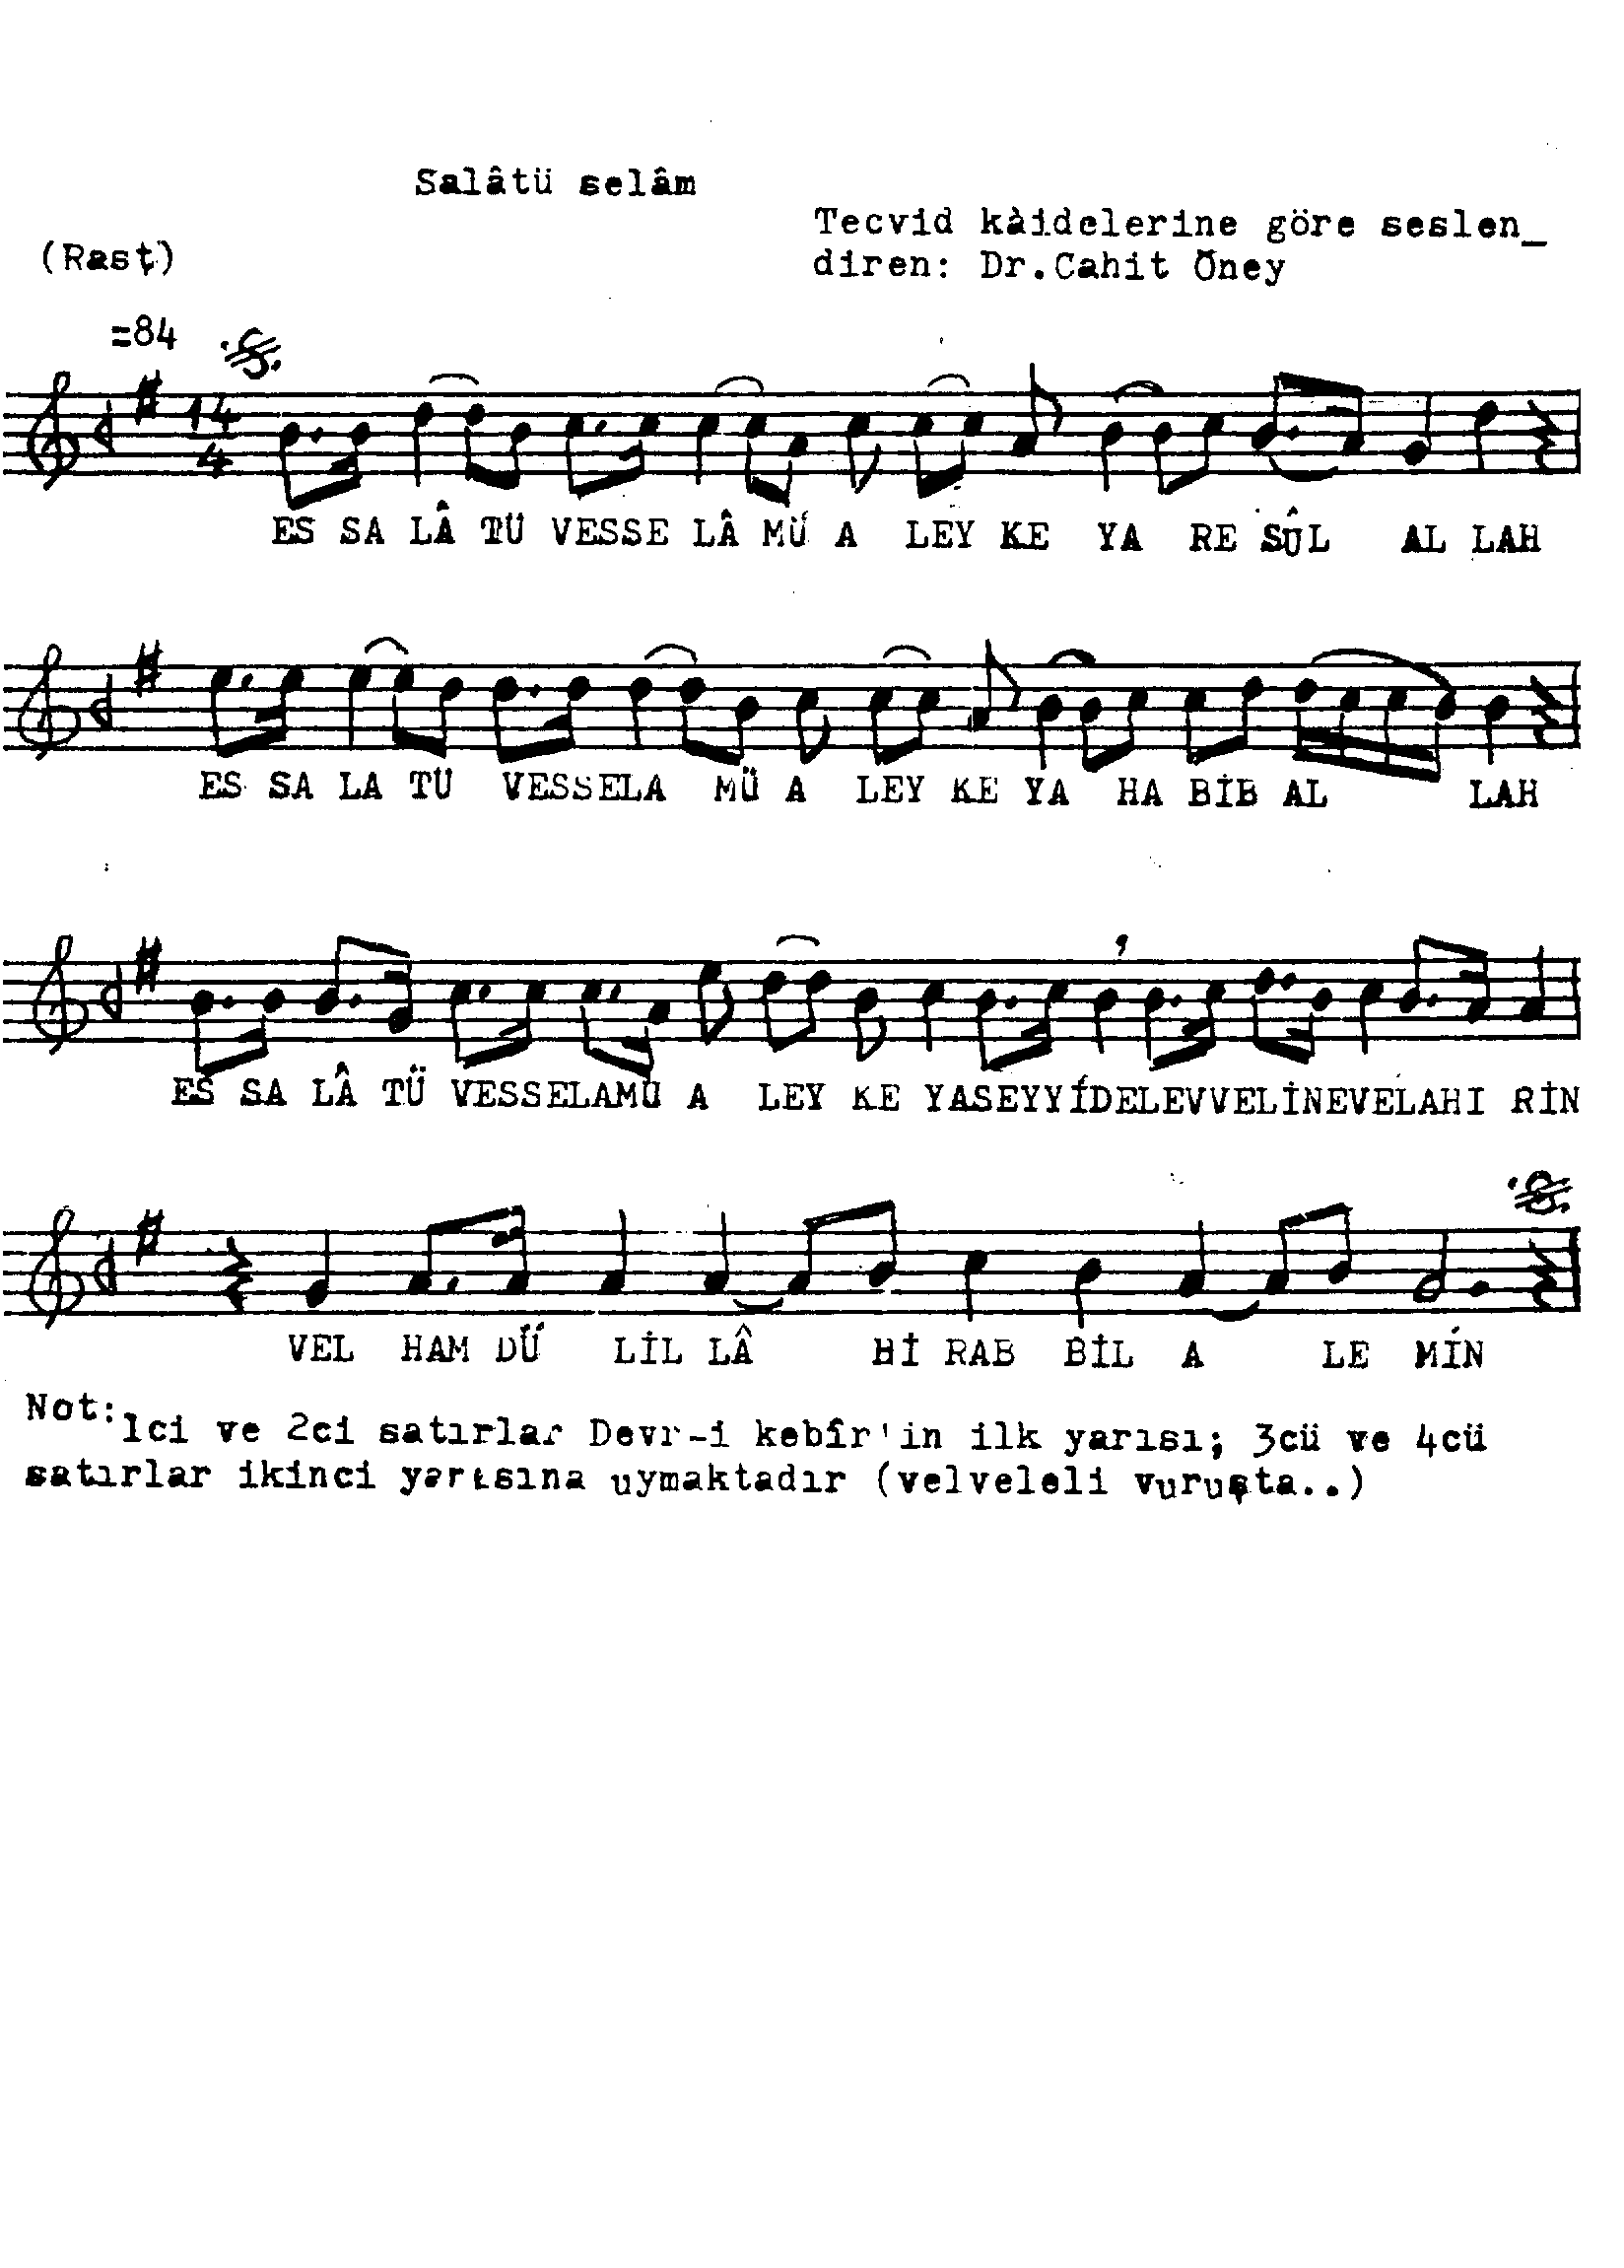 Salâtü selâm
Tecvid kàidelerine göre seslen_
(Rast)
diren: Dr.Cahit Öney
=84
14
4
ES SA LÂ TÜ VESSE LÂ MÜ A LEY KE YA RE SÛL AL LAH
ES SA LA TÜ VESSELA MÜ A LEY KE YA HA BİB AL LAH
ES SA LÂ TÜ VESSELAMÜ A LEY KE YASEYYİDELEVVELİNEVELAHI RİN
VEL HAM DÜ LİL LÂ Hİ RAB BİL A LE MİN
Not: 1ci ve 2ci satırlar Devr-i kebîr'in ilk yarısı; 3cü ve 4cü
satırlar ikinci yarısına uymaktadır (velveleli vuruşta..)